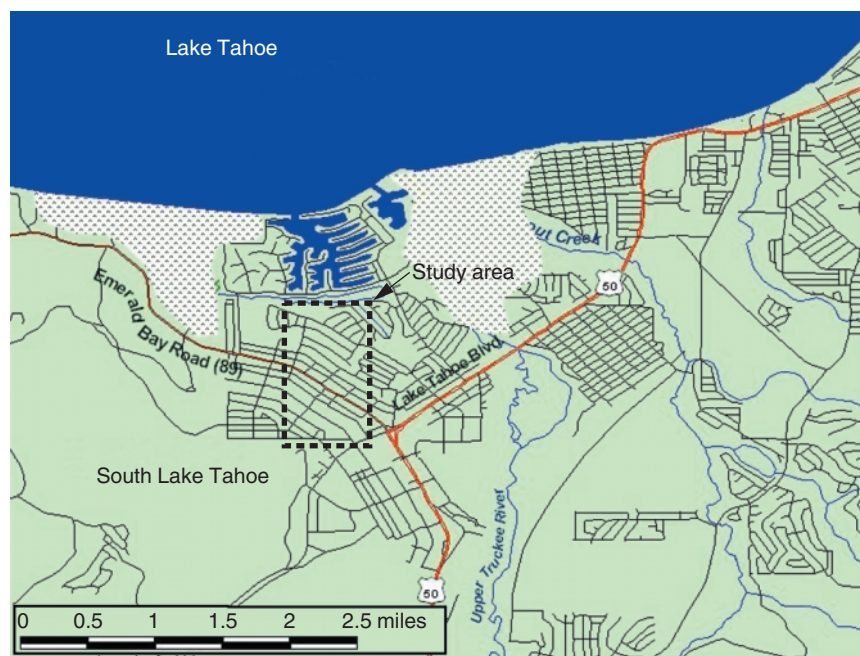 Lake Tahoe
Creek
Study area
50
Emerald Bay Road (89)
Lake Tahoe Blvd.
South Lake Tahoe
Upper Truckee River
50
0 0.5 1 1.5 2 2.5 miles